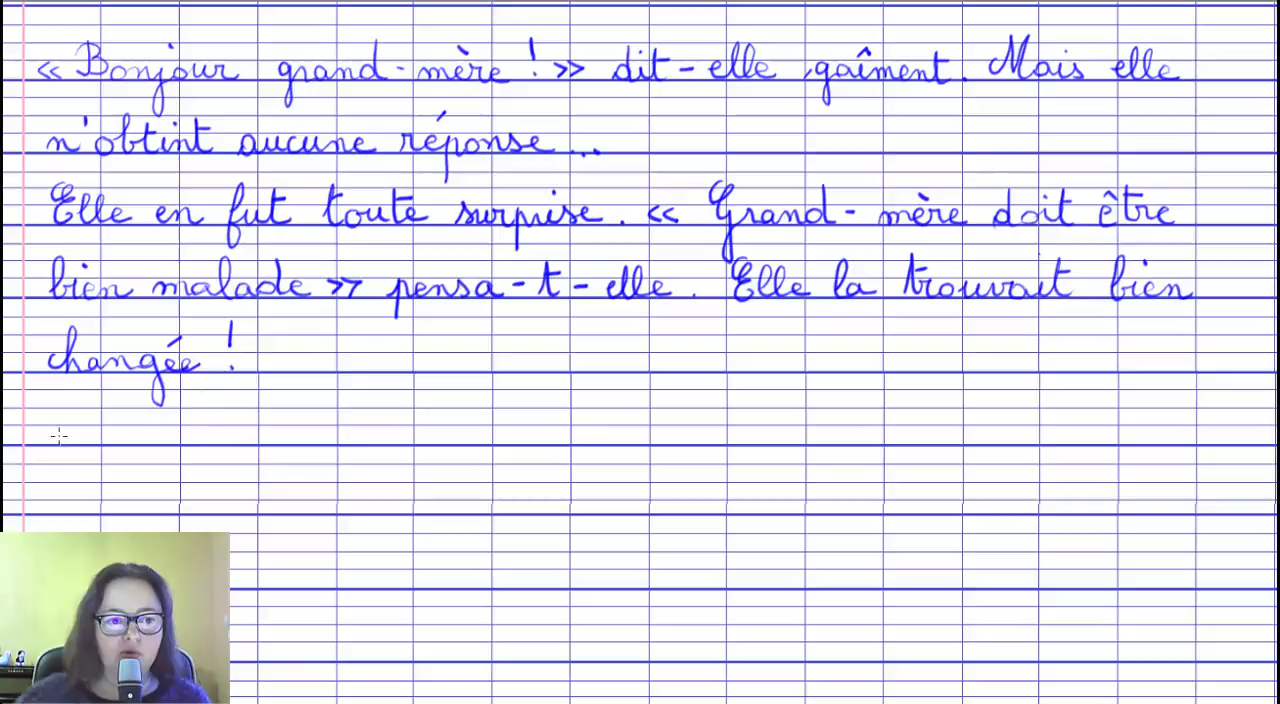 « Bonjour grand-mère ! » dit-elle gaîment. Mais elle
n'obtint aucune réponse...
Elle en fut toute surprise. « Grand-mère doit être
bien malade » pensa-t-elle. Elle la trouvait bien
changée !